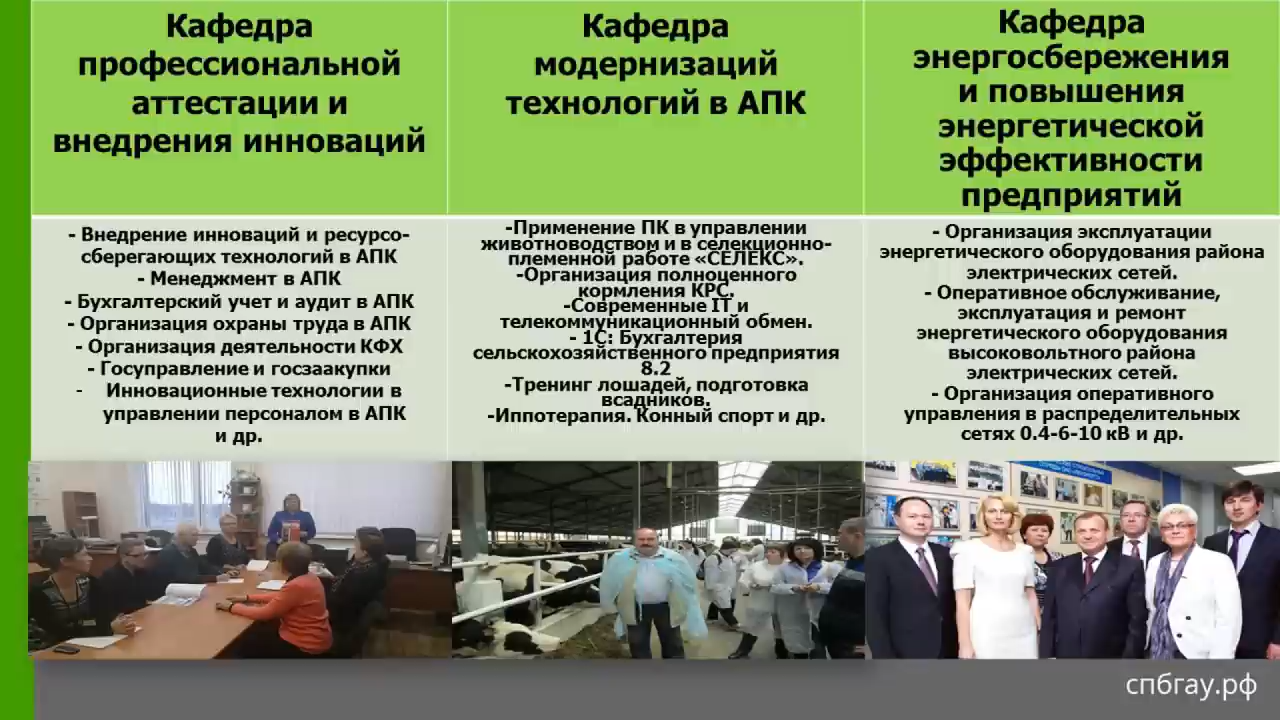 Кафедра
профессиональной
аттестации и
внедрения инноваций
Кафедра
модернизаций
технологий в АПК
Кафедра
энергосбережения
и повышения
энергетической
эффективности
предприятий
- Внедрение инноваций и ресурсо-
сберегающих технологий в АПК
- Менеджмент в АПК
- Бухгалтерский учет и аудит в АПК
- Организация охраны труда в АПК
- Организация деятельности КФХ
- Госуправление и госзаакупки
- Инновационные технологии в
управлении персоналом в АПК
и др.
-Применение ПК в управлении
животноводством и в селекционно-
племенной работе «СЕЛЕКС».
-Организация полноценного
кормления КРС.
-Современные IT и
телекоммуникационный обмен.
- 1С: Бухгалтерия
сельскохозяйственного предприятия
8.2
-Тренинг лошадей, подготовка
всадников.
-Иппотерапия. Конный спорт и др.
- Организация эксплуатации
энергетического оборудования района
электрических сетей.
- Оперативное обслуживание,
эксплуатация и ремонт
энергетического оборудования
высоковольтного района
электрических сетей.
- Организация оперативного
управления в распределительных
сетях 0.4-6-10 кВ и др.
спбгау.рф